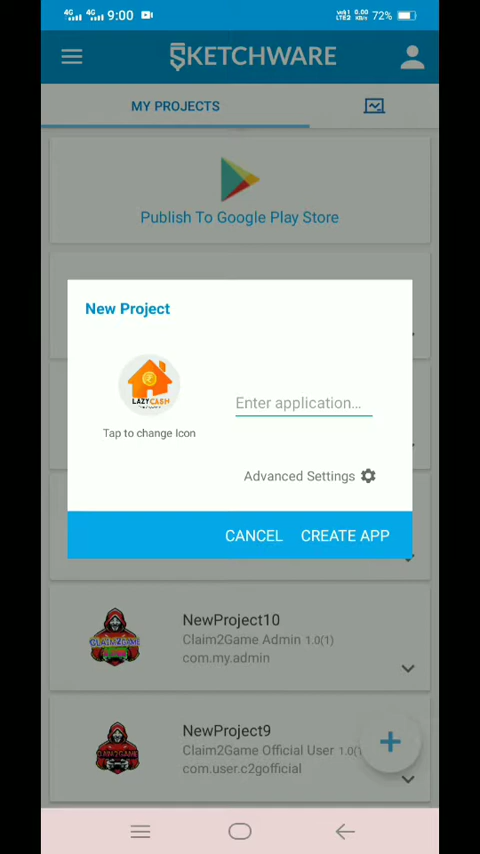 4G 4G 9:00 72%
SKETCHWARE
MY PROJECTS
Publish To Google Play Store
New Project
LAZYCASH
Enter application...
Tap to change Icon
Advanced Settings
CANCEL CREATE APP
NewProject10
Claim2Game Admin 1.0(1)
com.my.admin
NewProject9
Claim2Game Official User 1.0(1
com.user.c2gofficial